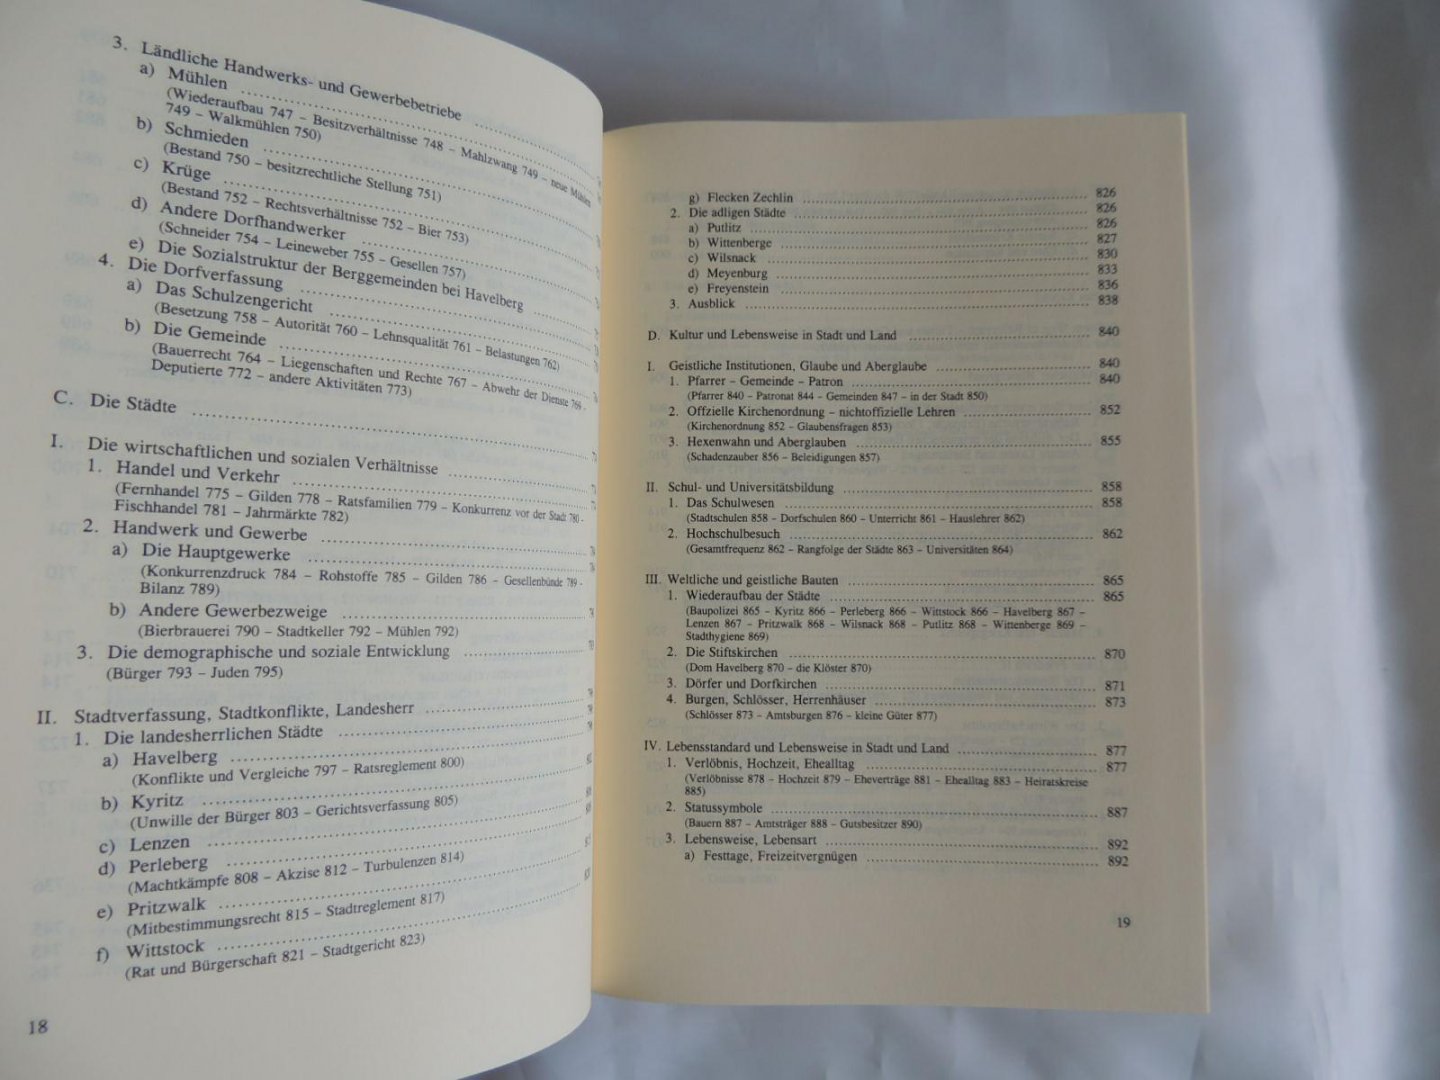 3. Ländliche Handwerks- und Gewerbebetriebe
a) Mühlen
(Wiederaufbau 747 – Besitzverhältnisse 748 – Mahlzwang 749 – neue Mühlen
749 – Walkmühlen 750)
b) Schmieden
(Bestand 750 – besitzrechtliche Stellung 751)
c) Krüge
(Bestand 752 – Rechtsverhältnisse 752 – Bier 753)
d) Andere Dorfhandwerker
(Schneider 754 – Leineweber 755 – Gesellen 757)
e) Die Sozialstruktur der Berggemeinden bei Havelberg
4. Die Dorfverfassung
a) Das Schulzengericht
(Besetzung 758 – Autorität 760 – Lehnsqualität 761 – Belastungen 762)
b) Die Gemeinde
(Bauerrecht 764 – Liegenschaften und Rechte 767 – Abwehr der Dienste 769 -
Deputierte 772 – andere Aktivitäten 773)
C. Die Städte
I. Die wirtschaftlichen und sozialen Verhältnisse
1. Handel und Verkehr
(Fernhandel 775 – Gilden 778 – Ratsfamilien 779 – Konkurrenz vor der Stadt 780 -
Fischhandel 781 – Jahrmärkte 782)
2. Handwerk und Gewerbe
a) Die Hauptgewerke
(Konkurrenzdruck 784 – Rohstoffe 785 – Gilden 786 – Gesellenbünde 789 -
Bilanz 789)
b) Andere Gewerbezweige
(Bierbrauerei 790 – Stadtkeller 792 – Mühlen 792)
3. Die demographische und soziale Entwicklung
(Bürger 793 – Juden 795)
II. Stadtverfassung, Stadtkonflikte, Landesherr
1. Die landesherrlichen Städte
a) Havelberg
(Konflikte und Vergleiche 797 – Ratsreglement 800)
b) Kyritz
(Unwille der Bürger 803 – Gerichtsverfassung 805)
c) Lenzen
d) Perleberg
(Machtkämpfe 808 – Akzise 812 – Turbulenzen 814)
e) Pritzwalk
(Mitbestimmungsrecht 815 – Stadtreglement 817)
f) Wittstock
(Rat und Bürgerschaft 821 – Stadtgericht 823)
18
g) Flecken Zechlin 826
2. Die adligen Städte 826
a) Putlitz 826
b) Wittenberge 827
c) Wilsnack 830
d) Meyenburg 833
e) Freyenstein 836
3. Ausblick 838
D. Kultur und Lebensweise in Stadt und Land 840
I. Geistliche Institutionen, Glaube und Aberglaube 840
1. Pfarrer – Gemeinde – Patron 840
(Pfarrer 840 – Patronat 844 – Gemeinden 847 – in der Stadt 850)
2. Offzielle Kirchenordnung – nichtoffizielle Lehren 852
(Kirchenordnung 852 – Glaubensfragen 853)
3. Hexenwahn und Aberglauben 855
(Schadenzauber 856 – Beleidigungen 857)
II. Schul- und Universitätsbildung 858
1. Das Schulwesen 858
(Stadtschulen 858 – Dorfschulen 860 – Unterricht 861 – Hauslehrer 862)
2. Hochschulbesuch 862
(Gesamtfrequenz 862 – Rangfolge der Städte 863 – Universitäten 864)
III. Weltliche und geistliche Bauten 865
1. Wiederaufbau der Städte 865
(Baupolizei 865 – Kyritz 866 – Perleberg 866 – Wittstock 866 – Havelberg 867 –
Lenzen 867 – Pritzwalk 868 – Wilsnack 868 – Putlitz 868 – Wittenberge 869 –
Stadthygiene 869)
2. Die Stiftskirchen 870
(Dom Havelberg 870 – die Klöster 870)
3. Dörfer und Dorfkirchen 871
4. Burgen, Schlösser, Herrenhäuser 873
(Schlösser 873 – Amtsburgen 876 – kleine Güter 877)
IV. Lebensstandard und Lebensweise in Stadt und Land 877
1. Verlöbnis, Hochzeit, Ehealltag 877
(Verlöbnisse 878 – Hochzeit 879 – Eheverträge 881 – Ehealltag 883 – Heiratskreise
885)
2. Statussymbole 887
(Bauern 887 – Amtsträger 888 – Gutsbesitzer 890)
3. Lebensweise, Lebensart 892
a) Festtage, Freizeitvergnügen 892
19